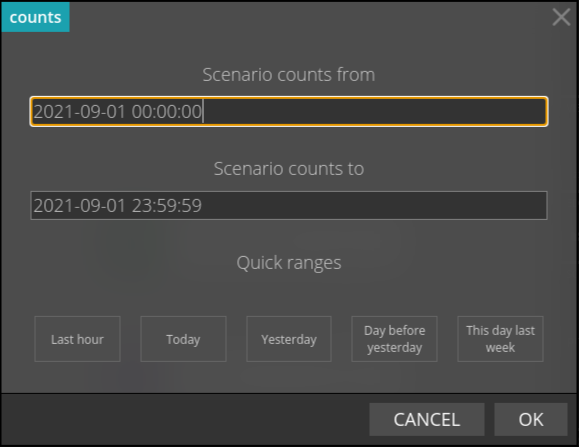 counts
Scenario counts from
2021-09-01 00:00:00
Scenario counts to
2021-09-01 23:59:59
Quick ranges
Last hour
Today
Yesterday
Day before
yesterday
This day last
week
CANCEL
OK